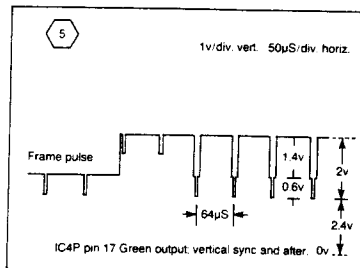 5
1v/div. vert. 50µS/div. horiz.
Frame pulse
1.4v
2v
0.6v
64µS
2.4v
IC4P pin 17 Green output: vertical sync and after. 0v